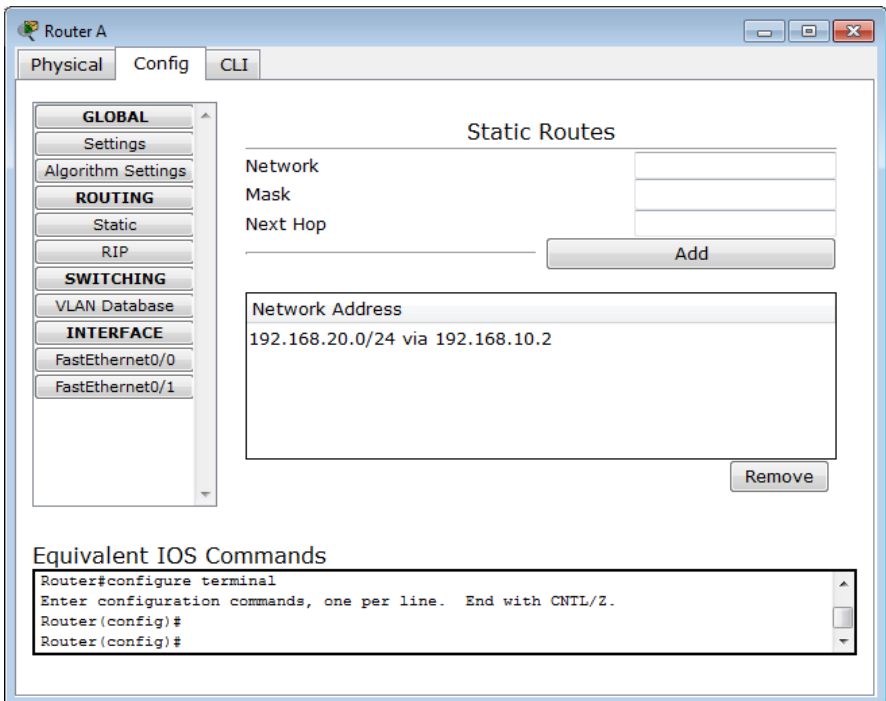 Router A
Physical Config CLI
GLOBAL
Settings
Algorithm Settings
ROUTING
Static
RIP
SWITCHING
VLAN Database
INTERFACE
FastEthernet0/0
FastEthernet0/1
Static Routes
Network
Mask
Next Hop
Add
Network Address
192.168.20.0/24 via 192.168.10.2
Remove
Equivalent IOS Commands
Router#configure terminal
Enter configuration commands, one per line.  End with CNTL/Z.
Router(config)#
Router(config)#